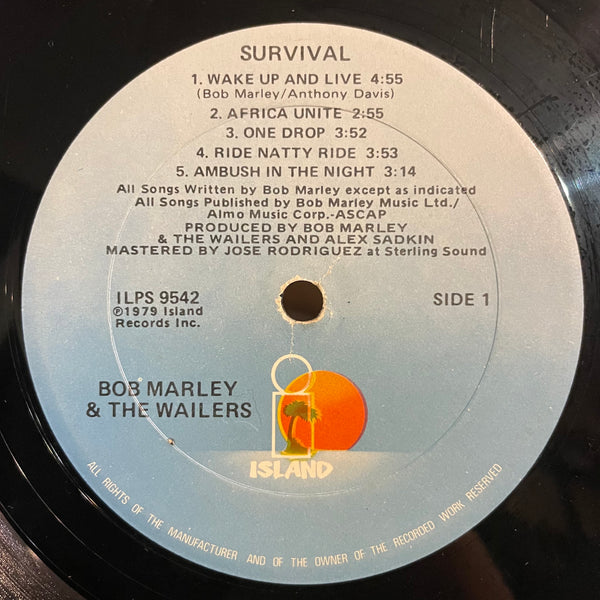 SURVIVAL
1. WAKE UP AND LIVE 4:55
(Bob Marley/Anthony Davis)
2. AFRICA UNITE 2:55
3. ONE DROP 3:52
4. RIDE NATTY RIDE 3:53
5. AMBUSH IN THE NIGHT 3:14
All Songs Written by Bob Marley except as indicated
All Songs Published by Bob Marley Music Ltd./
Almo Music Corp.-ASCAP
PRODUCED BY BOB MARLEY
& THE WAILERS AND ALEX SADKIN
MASTERED BY JOSE RODRIGUEZ at Sterling Sound
ILPS 9542
℗1979 Island
Records Inc.
SIDE 1
BOB MARLEY
& THE WAILERS
i
ISLAND
ALL RIGHTS OF THE MANUFACTURER AND OF THE OWNER OF THE RECORDED WORK RESERVED